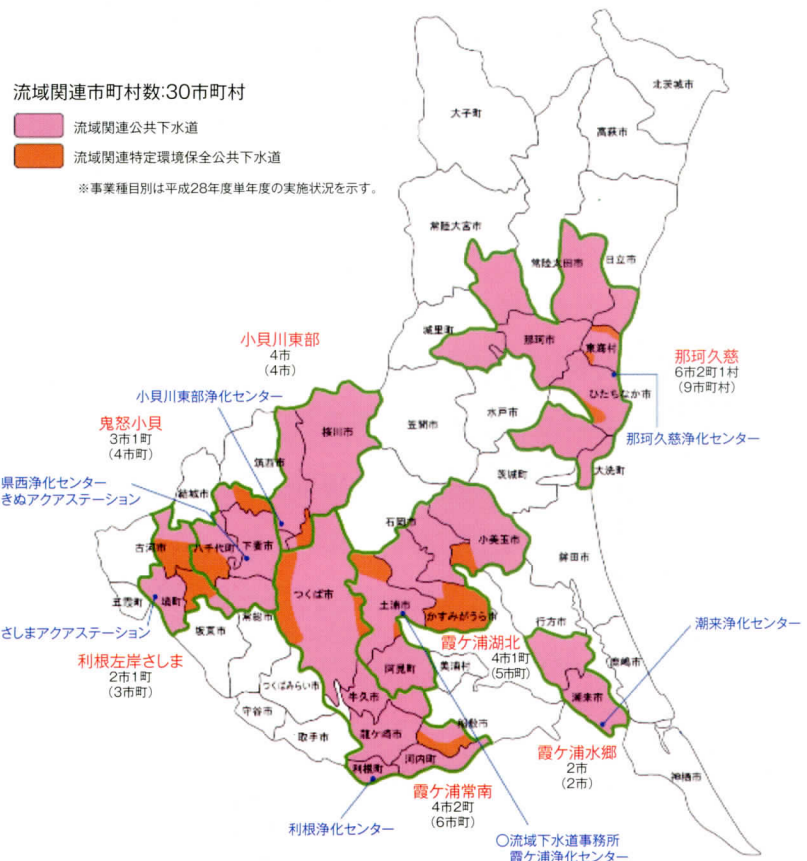 流域関連市町村数:30市町村
流域関連公共下水道
流域関連特定環境保全公共下水道
※事業種目別は平成28年度単年度の実施状況を示す。
北茨城市
大子町
高萩市
常陸大宮市
常陸太田市
日立市
城里町
那珂市
東海村
ひたちなか市
那珂久慈
6市2町1村
(9市町村)
那珂久慈浄化センター
小貝川東部
4市
(4市)
小貝川東部浄化センター
桜川市
笠間市
水戸市
大洗町
茨城町
鬼怒小貝
3市1町
(4市町)
筑西市
県西浄化センター
きぬアクアステーション
結城市
石岡市
小美玉市
鉾田市
古河市
八千代町
下妻市
つくば市
土浦市
かすみがうら市
五霞町
境町
坂東市
常総市
さしまアクアステーション
利根左岸さしま
2市1町
(3市町)
霞ケ浦湖北
4市1町
(5市町)
行方市
潮来浄化センター
阿見町
美浦村
鹿嶋市
つくばみらい市
牛久市
潮来市
守谷市
取手市
龍ケ崎市
稲敷市
利根町
河内町
霞ケ浦水郷
2市
(2市)
神栖市
霞ケ浦常南
4市2町
(6市町)
利根浄化センター
○流域下水道事務所
霞ケ浦浄化センター